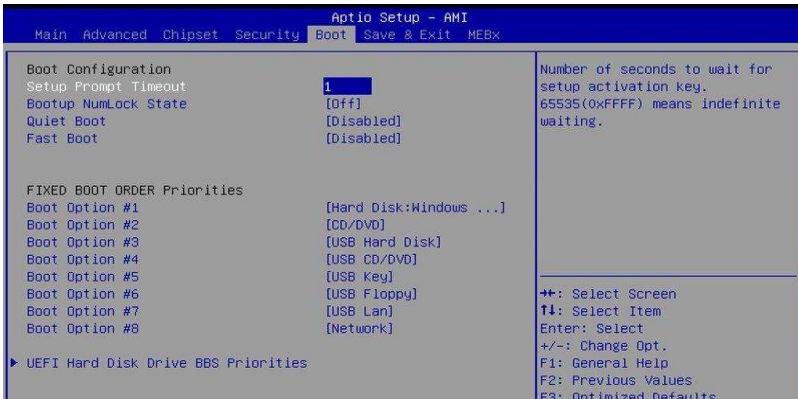 Aptio Setup – AMI
Main Advanced Chipset Security Boot Save & Exit MEBx
Boot Configuration
Setup Prompt Timeout 1
Bootup NumLock State [Off]
Quiet Boot [Disabled]
Fast Boot [Disabled]
FIXED BOOT ORDER Priorities
Boot Option #1 [Hard Disk:Windows ...]
Boot Option #2 [CD/DVD]
Boot Option #3 [USB Hard Disk]
Boot Option #4 [USB CD/DVD]
Boot Option #5 [USB Key]
Boot Option #6 [USB Floppy]
Boot Option #7 [USB Lan]
Boot Option #8 [Network]
UEFI Hard Disk Drive BBS Priorities
Number of seconds to wait for
setup activation key.
65535(0xFFFF) means indefinite
waiting.
→←: Select Screen
↑↓: Select Item
Enter: Select
+/-: Change Opt.
F1: General Help
F2: Previous Values
F3: Optimized Defaults